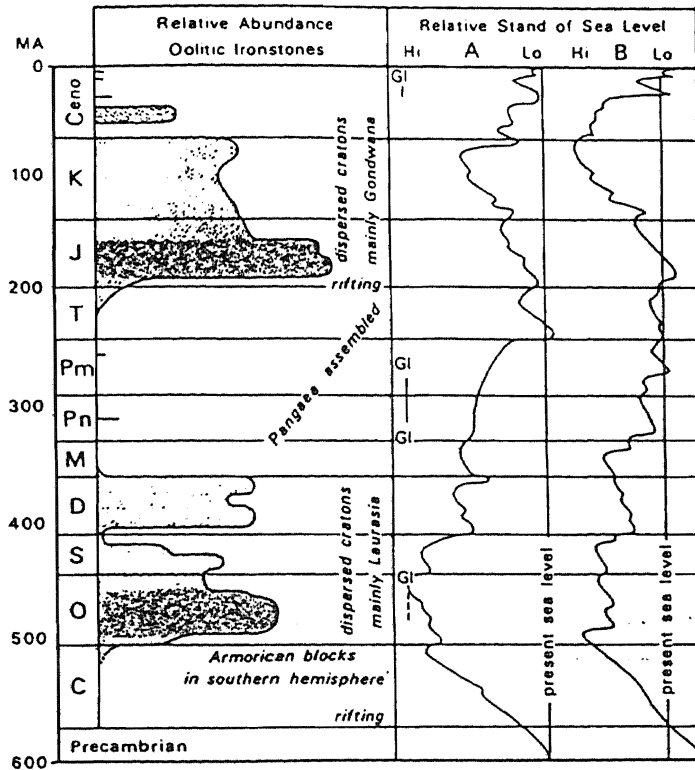 Relative Abundance
Oolitic Ironstones
Relative Stand of Sea Level
MA
Hi A Lo Hi B Lo
0
Gl
Ceno
K
100
dispersed cratons
mainly Gondwana
J
rifting
200
T
Pangaea assembled
Pm
Gl
300
Pn
Gl
M
D
400
dispersed cratons
mainly Laurasia
S
Gl
O
present sea level
present sea level
500
Armorican blocks
in southern hemisphere
C
rifting
Precambrian
600